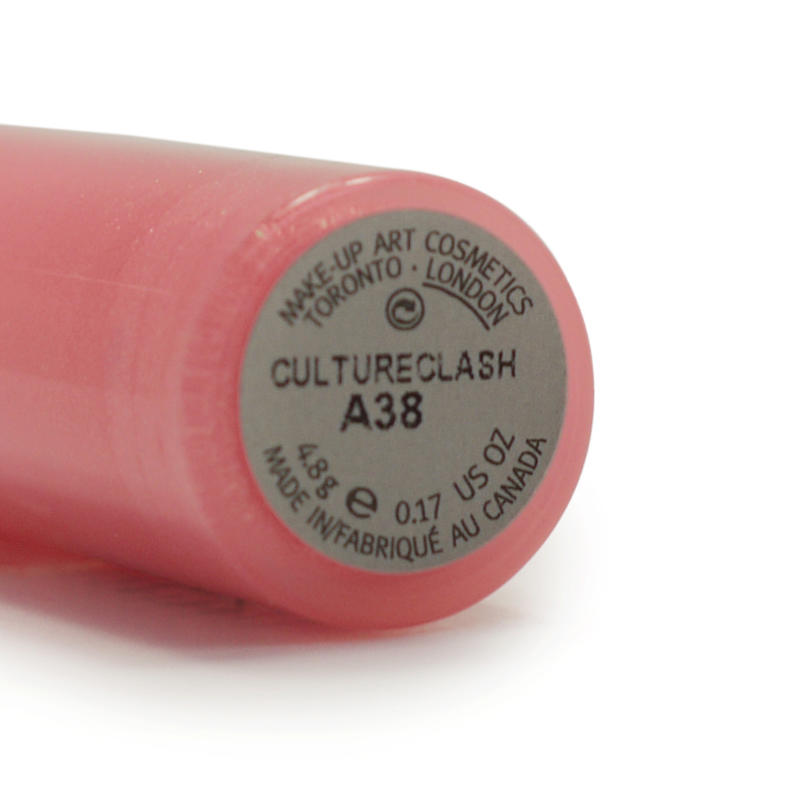 MAKE-UP ART COSMETICS
TORONTO · LONDON
CULTURECLASH
A38
4.8g e 0.17 US OZ
MADE IN/FABRIQUÉ AU CANADA